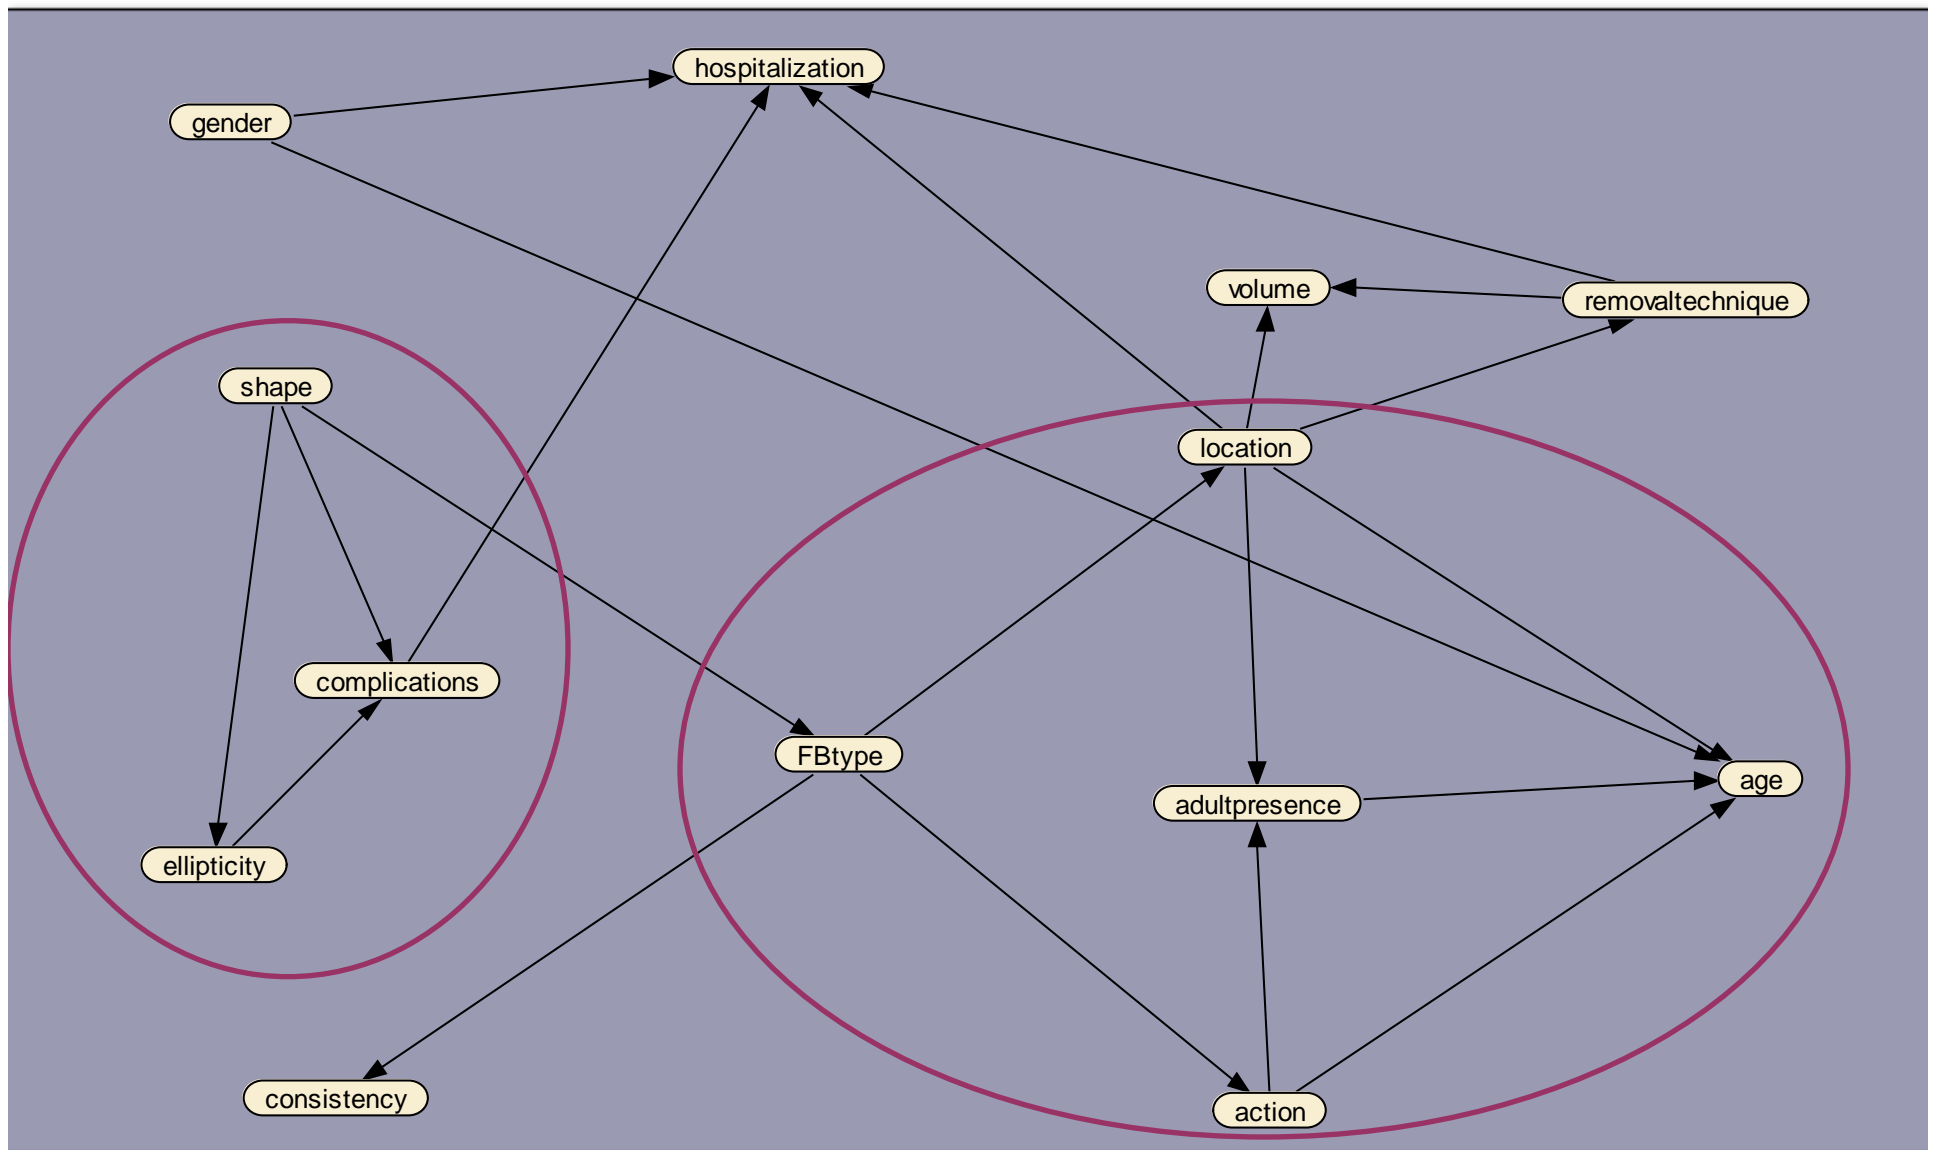 hospitalization
gender
volume
removaltechnique
shape
location
complications
FBtype
age
adultpresence
ellipticity
consistency
action